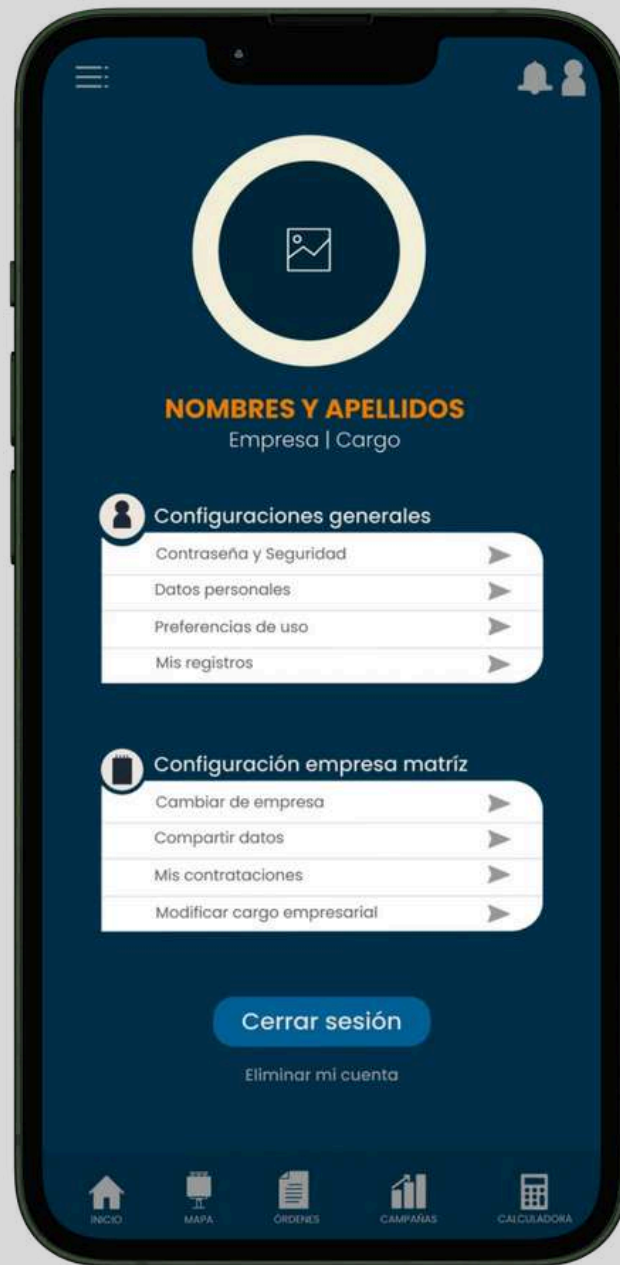 NOMBRES Y APELLIDOS
Empresa | Cargo
Configuraciones generales
Contraseña y Seguridad
Datos personales
Preferencias de uso
Mis registros
Configuración empresa matríz
Cambiar de empresa
Compartir datos
Mis contrataciones
Modificar cargo empresarial
Cerrar sesión
Eliminar mi cuenta
INICIO MAPA ÓRDENES CAMPAÑAS CALCULADORA